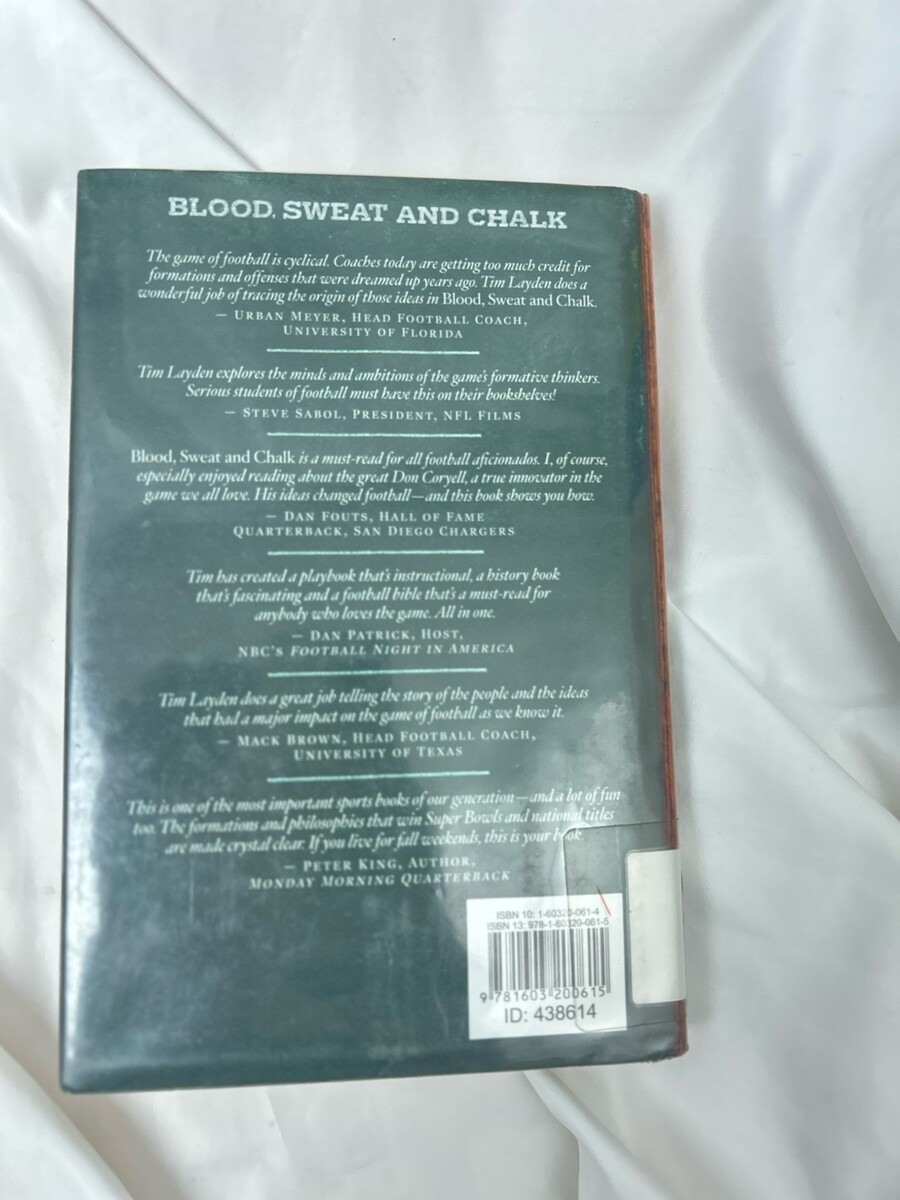 BLOOD, SWEAT AND CHALK
The game of football is cyclical. Coaches today are getting too much credit for
formations and offenses that were dreamed up years ago. Tim Layden does a
wonderful job of tracing the origin of those ideas in Blood, Sweat and Chalk.
— URBAN MEYER, HEAD FOOTBALL COACH,
UNIVERSITY OF FLORIDA
Tim Layden explores the minds and ambitions of the game's formative thinkers.
Serious students of football must have this on their bookshelves!
— STEVE SABOL, PRESIDENT, NFL FILMS
Blood, Sweat and Chalk is a must-read for all football aficionados. I, of course,
especially enjoyed reading about the great Don Coryell, a true innovator in the
game we all love. His ideas changed football—and this book shows you how.
— DAN FOUTS, HALL OF FAME
QUARTERBACK, SAN DIEGO CHARGERS
Tim has created a playbook that's instructional, a history book
that's fascinating and a football bible that's a must-read for
anybody who loves the game. All in one.
— DAN PATRICK, HOST,
NBC'S FOOTBALL NIGHT IN AMERICA
Tim Layden does a great job telling the story of the people and the ideas
that had a major impact on the game of football as we know it.
— MACK BROWN, HEAD FOOTBALL COACH,
UNIVERSITY OF TEXAS
This is one of the most important sports books of our generation—and a lot of fun
too. The formations and philosophies that win Super Bowls and national titles
are made crystal clear. If you live for fall weekends, this is your book.
— PETER KING, AUTHOR,
MONDAY MORNING QUARTERBACK
ISBN 10: 1-60320-061-4
ISBN 13: 978-1-60320-061-5
9 781603 200615
ID: 438614